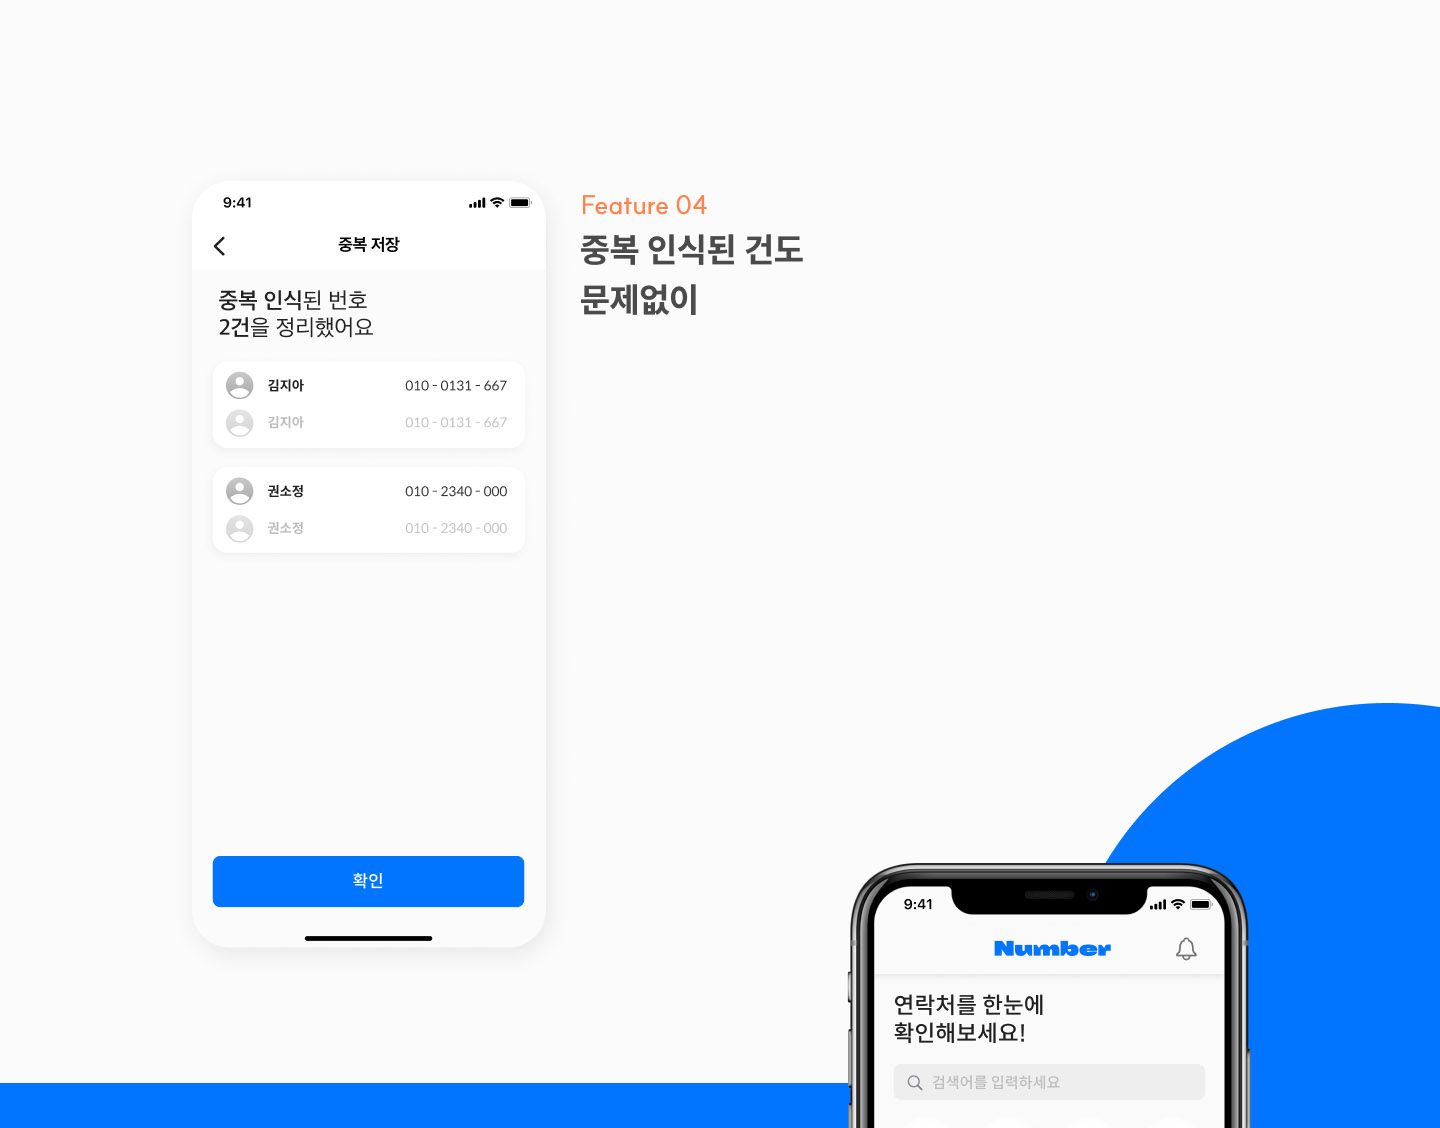 9:41
중복 저장
중복 인식된 번호
2건을 정리했어요
김지아 010 - 0131 - 667
김지아 010 - 0131 - 667
권소정 010 - 2340 - 000
권소정 010 - 2340 - 000
확인
Feature 04
중복 인식된 건도
문제없이
9:41
Number
연락처를 한눈에
확인해보세요!
검색어를 입력하세요